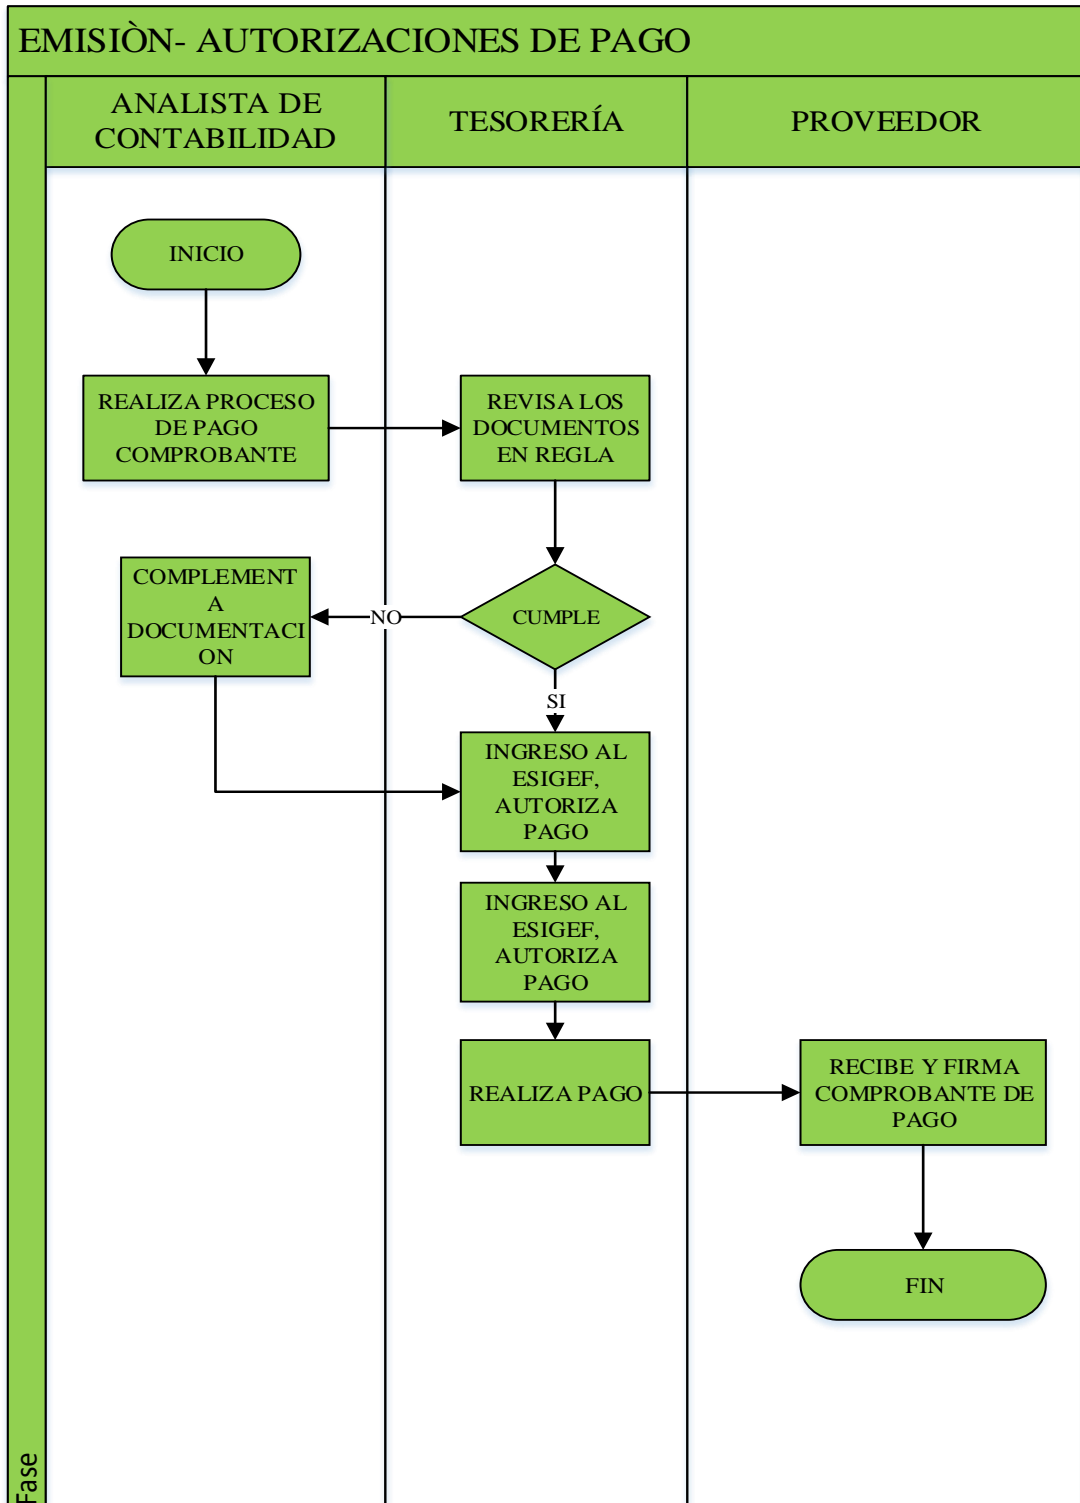 EMISIÒN- AUTORIZACIONES DE PAGO
ANALISTA DE
CONTABILIDAD
TESORERÍA
PROVEEDOR
INICIO
REALIZA PROCESO
DE PAGO
COMPROBANTE
REVISA LOS
DOCUMENTOS
EN REGLA
COMPLEMENT
A
DOCUMENTACI
ON
NO
CUMPLE
SI
INGRESO AL
ESIGEF,
AUTORIZA
PAGO
INGRESO AL
ESIGEF,
AUTORIZA
PAGO
REALIZA PAGO
RECIBE Y FIRMA
COMPROBANTE DE
PAGO
FIN
Fase